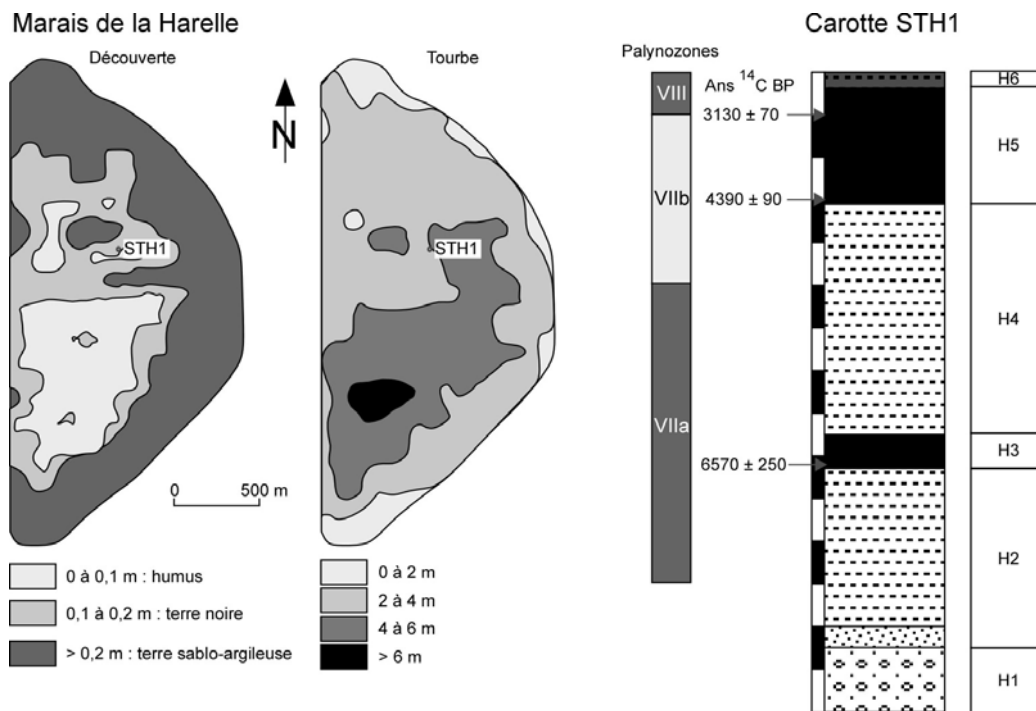 Marais de la Harelle
Découverte
Tourbe
N
STH1
STH1
0 500 m
0 à 0,1 m : humus
0,1 à 0,2 m : terre noire
> 0,2 m : terre sablo-argileuse
0 à 2 m
2 à 4 m
4 à 6 m
> 6 m
Carotte STH1
Palynozones
Ans 14C BP
VIII
VIIb
VIIa
3130 ± 70
4390 ± 90
6570 ± 250
H6
H5
H4
H3
H2
H1